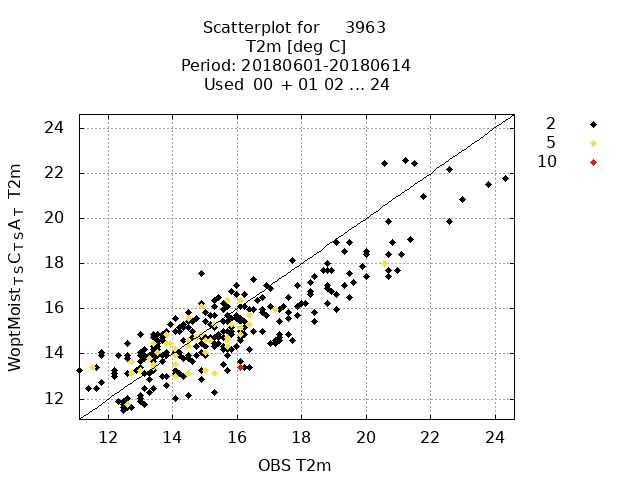 Scatterplot for 3963
T2m [deg C]
Period: 20180601-20180614
Used 00 + 01 02 ... 24
2
5
10
24
22
20
18
16
14
12
WoptMoistTSCTSAT T2m
12 14 16 18 20 22 24
OBS T2m